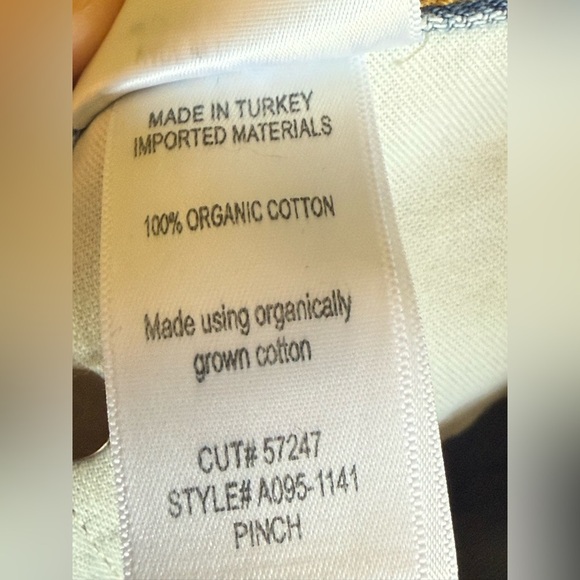 MADE IN TURKEY
IMPORTED MATERIALS
100% ORGANIC COTTON
Made using organically
grown cotton
CUT# 57247
STYLE# A095-1141
PINCH